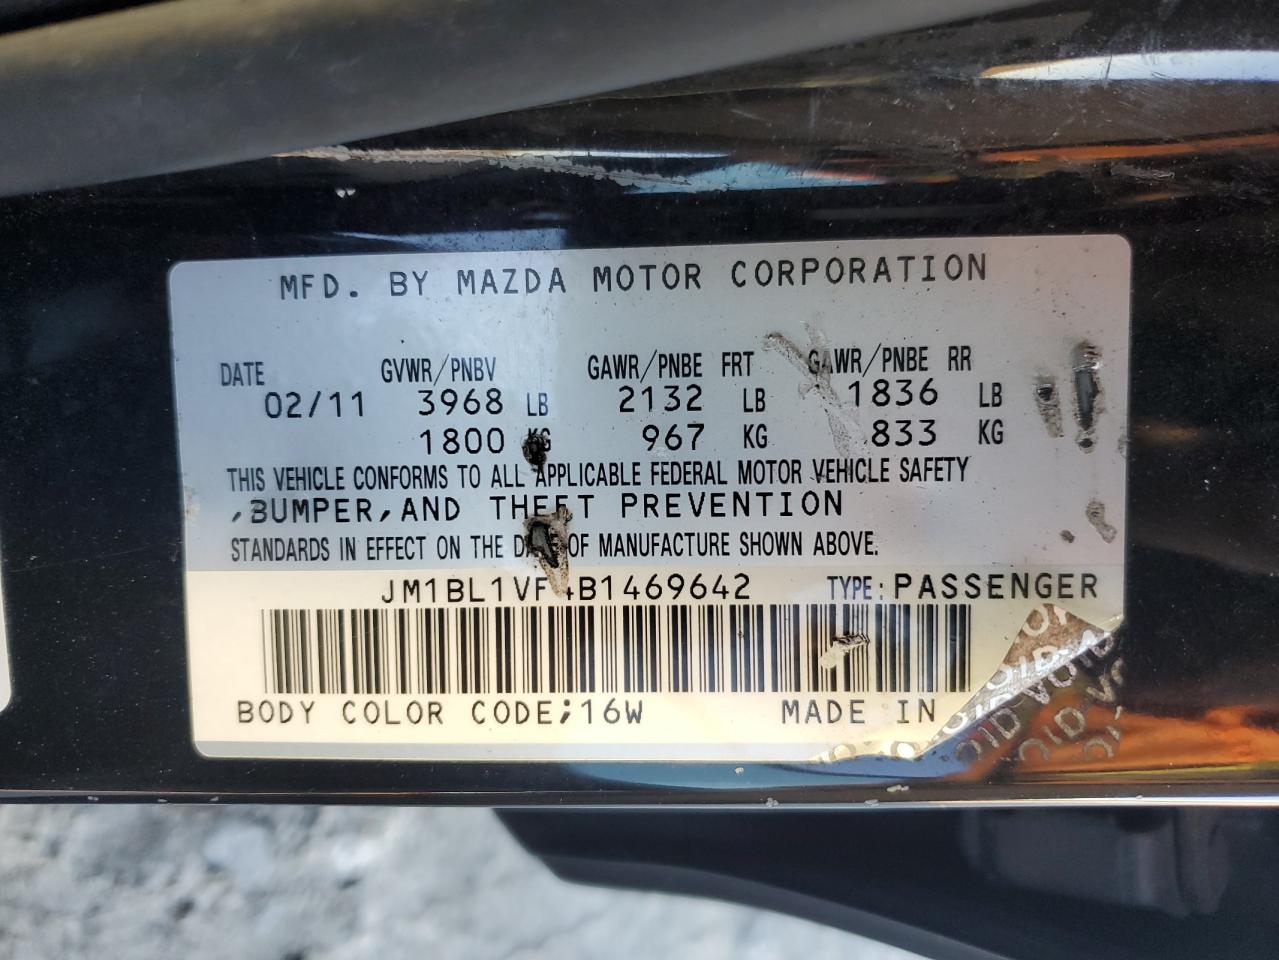 MFD. BY MAZDA MOTOR CORPORATION
DATE GVWR/PNBV GAWR/PNBE FRT GAWR/PNBE RR
02/11 3968 LB 2132 LB 1836 LB
1800 KG 967 KG 833 KG
THIS VEHICLE CONFORMS TO ALL APPLICABLE FEDERAL MOTOR VEHICLE SAFETY
,BUMPER,AND THEFT PREVENTION
STANDARDS IN EFFECT ON THE DATE OF MANUFACTURE SHOWN ABOVE.
TYPE: PASSENGER
BODY COLOR CODE;16W MADE IN
VOID
VOID